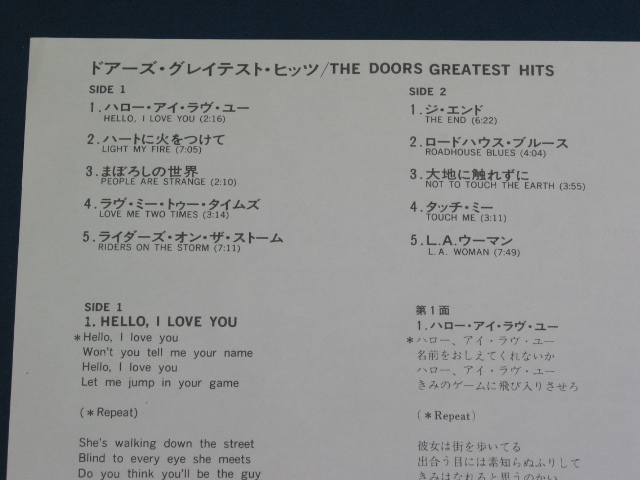 ドアーズ・グレイテスト・ヒッツ/THE DOORS GREATEST HITS
SIDE 1
1.ハロー・アイ・ラヴ・ユー
HELLO, I LOVE YOU (2:16)
2.ハートに火をつけて
LIGHT MY FIRE (7:05)
3.まぼろしの世界
PEOPLE ARE STRANGE (2:10)
4.ラヴ・ミー・トゥー・タイムズ
LOVE ME TWO TIMES (3:14)
5.ライダーズ・オン・ザ・ストーム
RIDERS ON THE STORM (7:11)
SIDE 2
1.ジ・エンド
THE END (6:22)
2.ロードハウス・ブルース
ROADHOUSE BLUES (4:04)
3.大地に触れずに
NOT TO TOUCH THE EARTH (3:55)
4.タッチ・ミー
TOUCH ME (3:11)
5.L.A.ウーマン
L.A. WOMAN (7:49)
SIDE 1
1. HELLO, I LOVE YOU
*Hello, I love you
Won't you tell me your name
Hello, I love you
Let me jump in your game
(*Repeat)
She's walking down the street
Blind to every eye she meets
Do you think you'll be the guy
第1面
1.ハロー・アイ・ラヴ・ユー
*ハロー、アイ・ラヴ・ユー
名前をおしえてくれないか
ハロー、アイ・ラヴ・ユー
きみのゲームに飛び入りさせろ
(*Repeat)
彼女は街を歩いてる
出合う目には素知らぬふりして
きみはなれると思うのかい